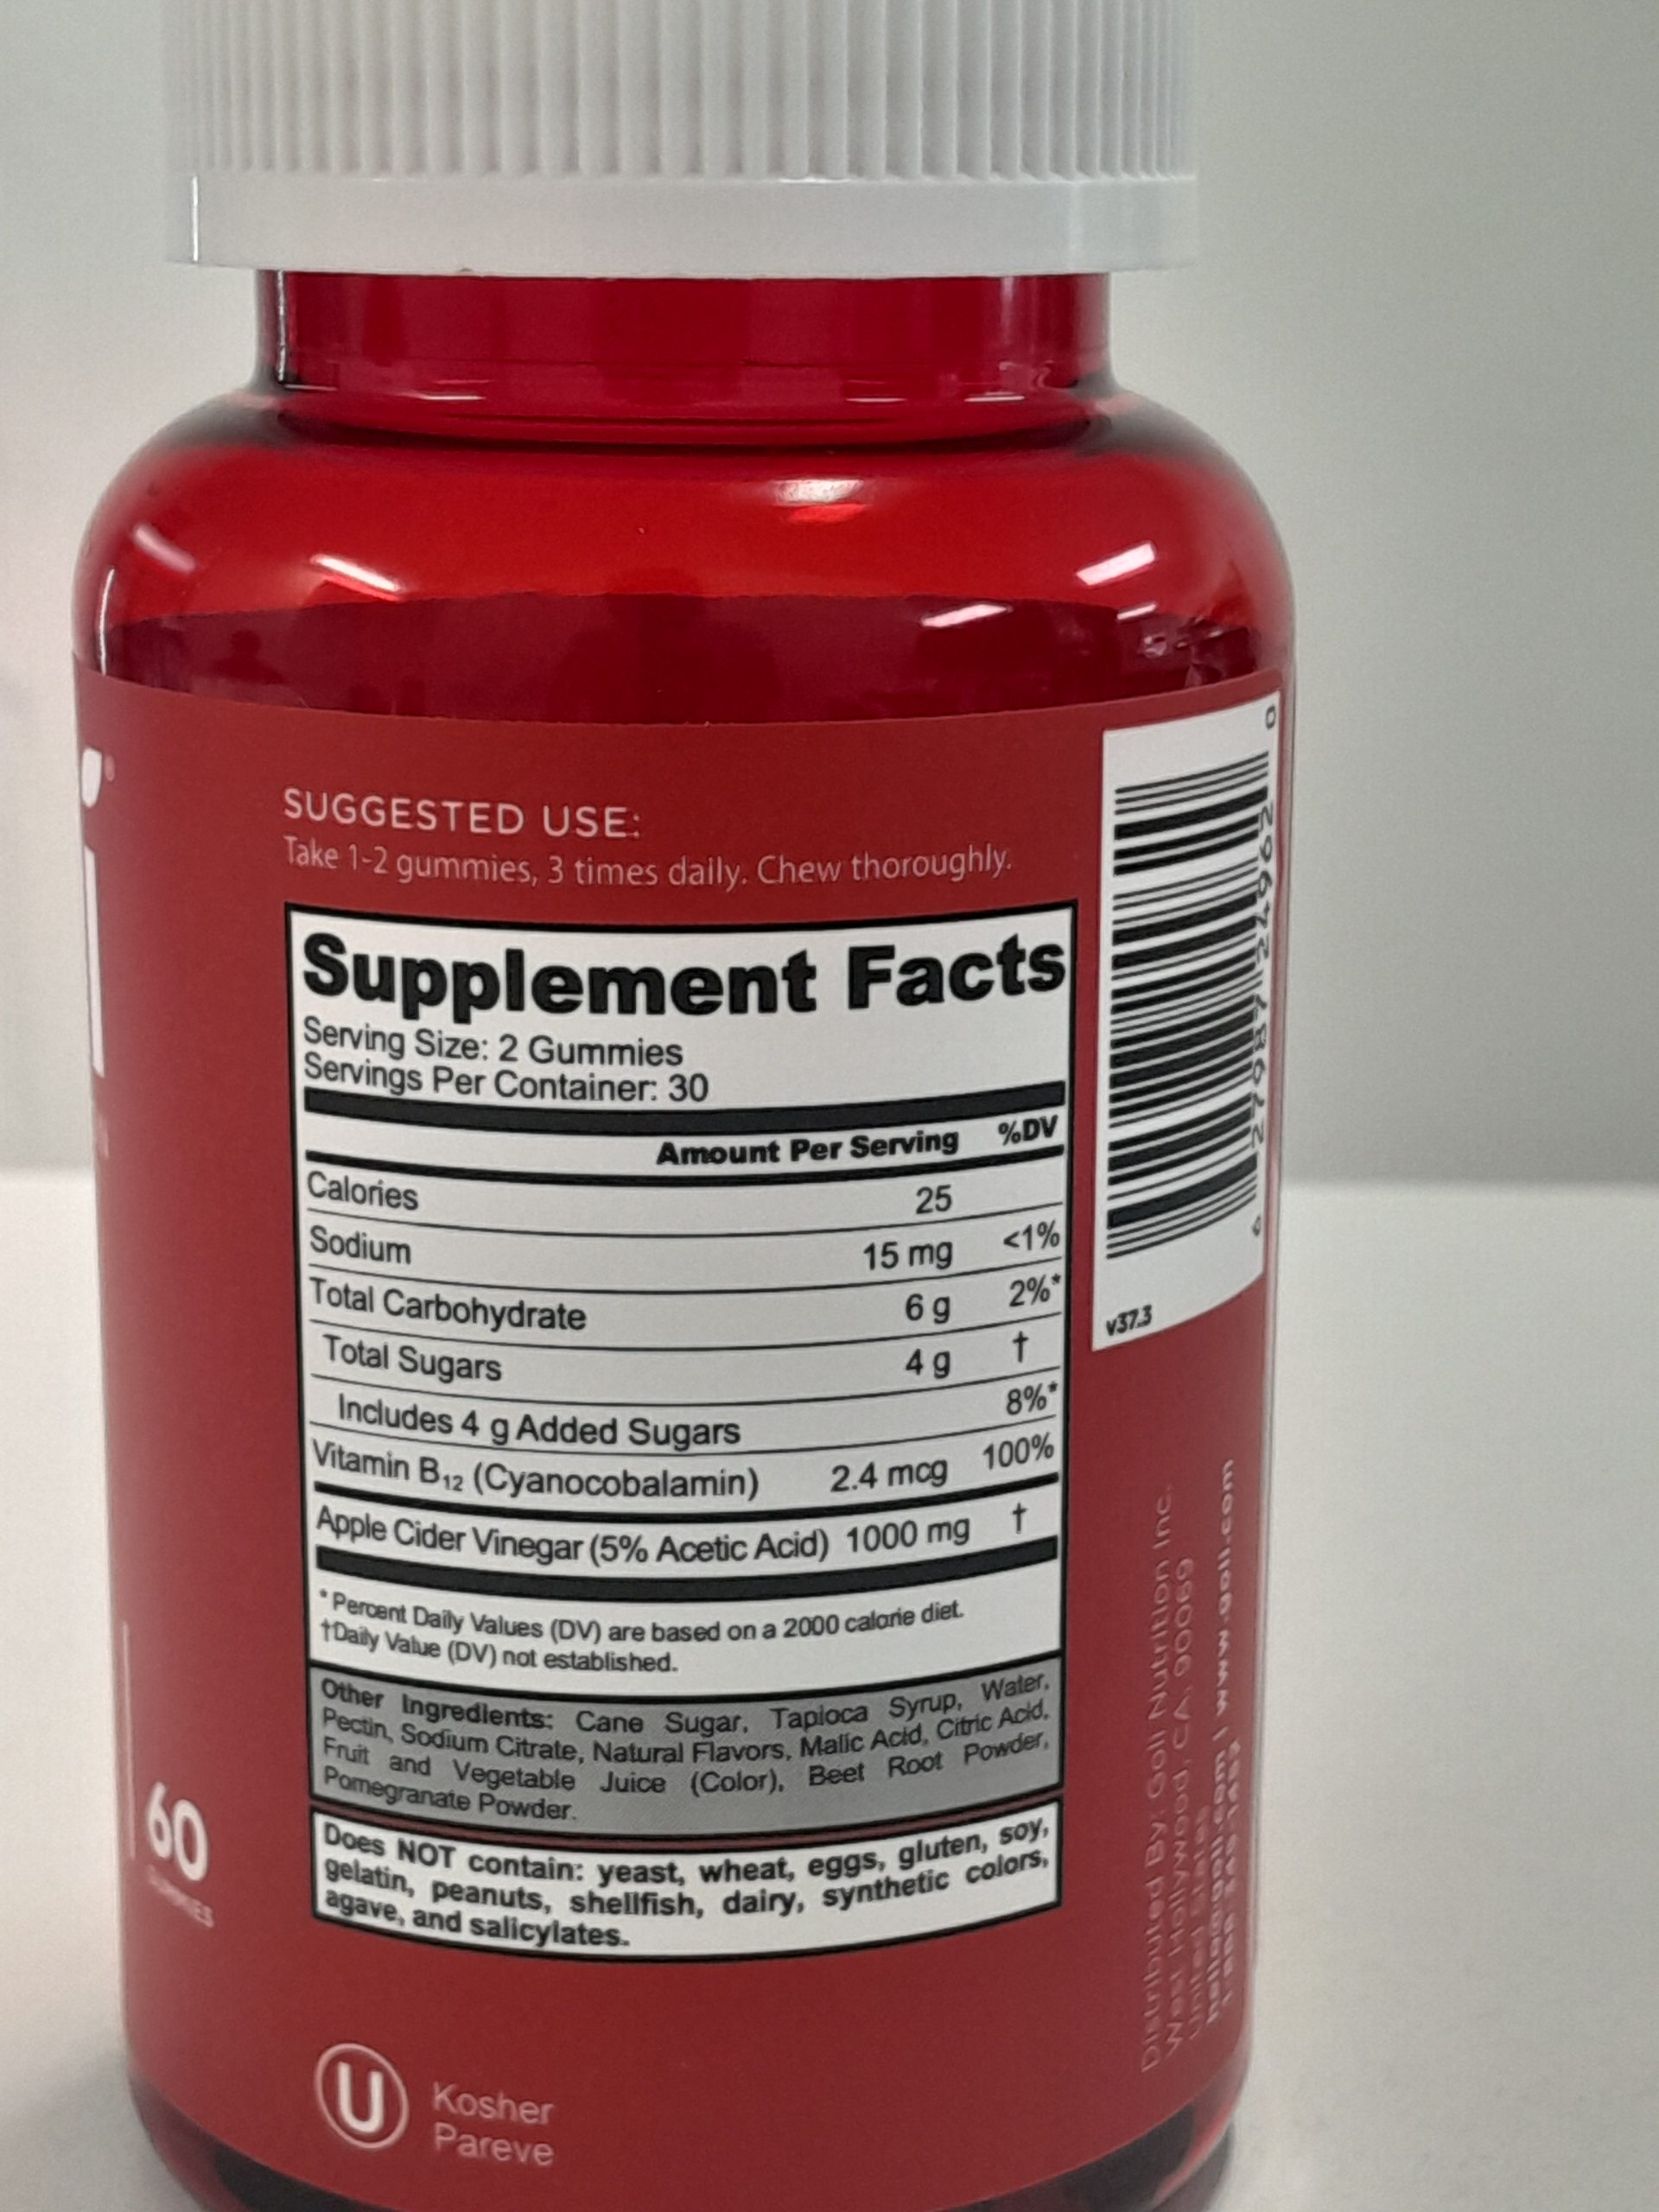 SUGGESTED USE:
Take 1-2 gummies, 3 times daily. Chew thoroughly.
Supplement Facts
Serving Size: 2 Gummies
Servings Per Container: 30
Amount Per Serving %DV
Calories 25
Sodium 15 mg <1%
Total Carbohydrate 6 g 2%*
Total Sugars 4 g †
Includes 4 g Added Sugars 8%*
Vitamin B₁₂ (Cyanocobalamin) 2.4 mcg 100%
Apple Cider Vinegar (5% Acetic Acid) 1000 mg †
* Percent Daily Values (DV) are based on a 2000 calorie diet.
†Daily Value (DV) not established.
Other Ingredients: Cane Sugar, Tapioca Syrup, Water,
Pectin, Sodium Citrate, Natural Flavors, Malic Acid, Citric Acid,
Fruit and Vegetable Juice (Color), Beet Root Powder,
Pomegranate Powder.
Does NOT contain: yeast, wheat, eggs, gluten, soy,
gelatin, peanuts, shellfish, dairy, synthetic colors,
agave, and salicylates.
U Kosher
Pareve
60
GUMMIES
v37.3
Distributed By: Goli Nutrition Inc.
West Hollywood, CA, 90069
United States
hello@goli.com | www.goli.com